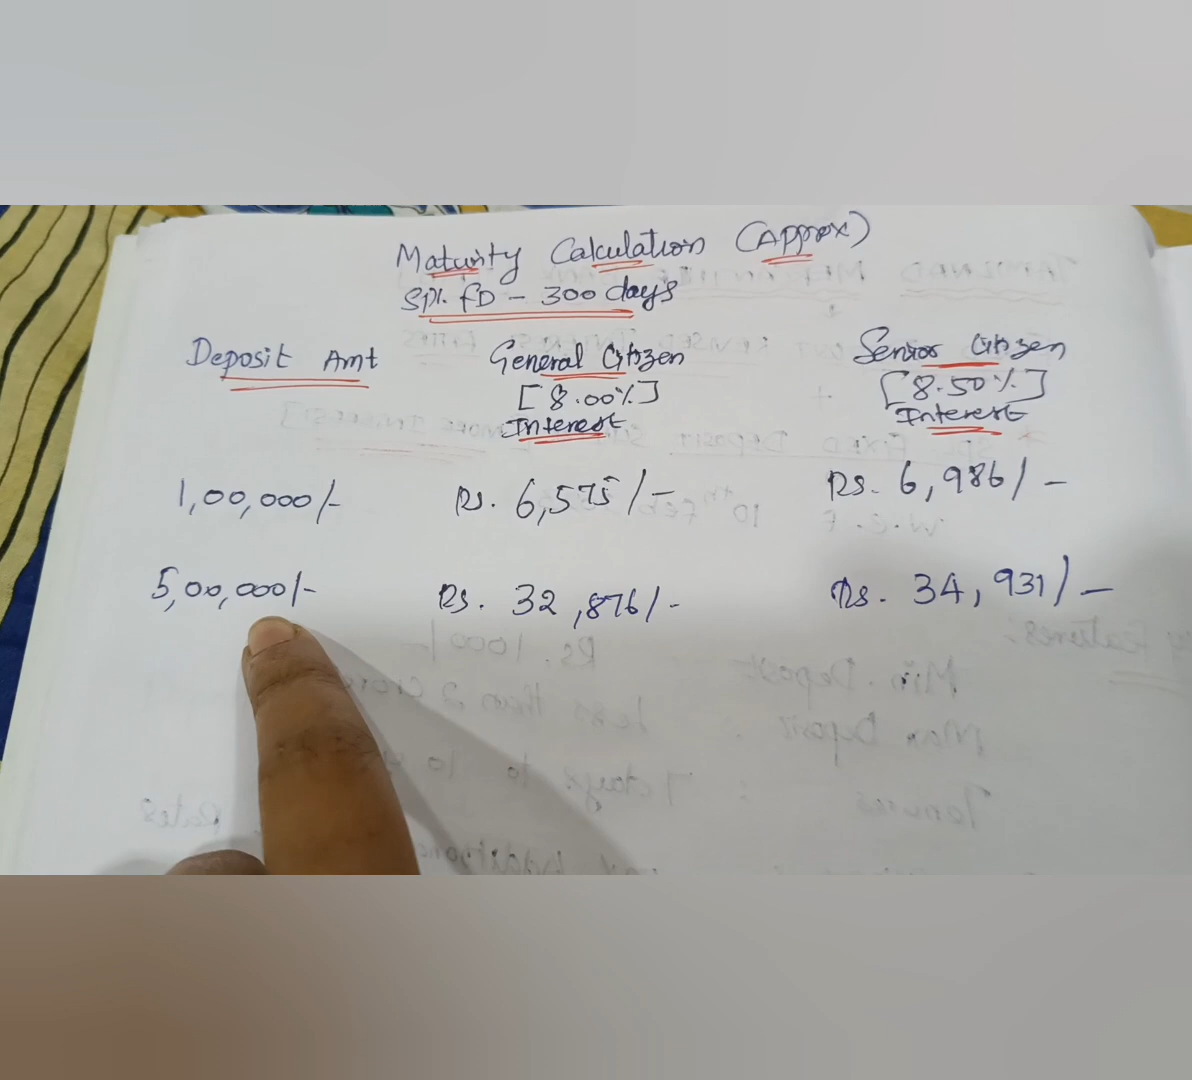 Maturity Calculation (Approx)
Spl. FD - 300 days
Deposit Amt General Citizen Senior Citizen
[8.00%] [8.50%]
Interest Interest
1,00,000/- Rs. 6,575/- Rs. 6,986/-
5,00,000/- Rs. 32,876/- Rs. 34,931/-